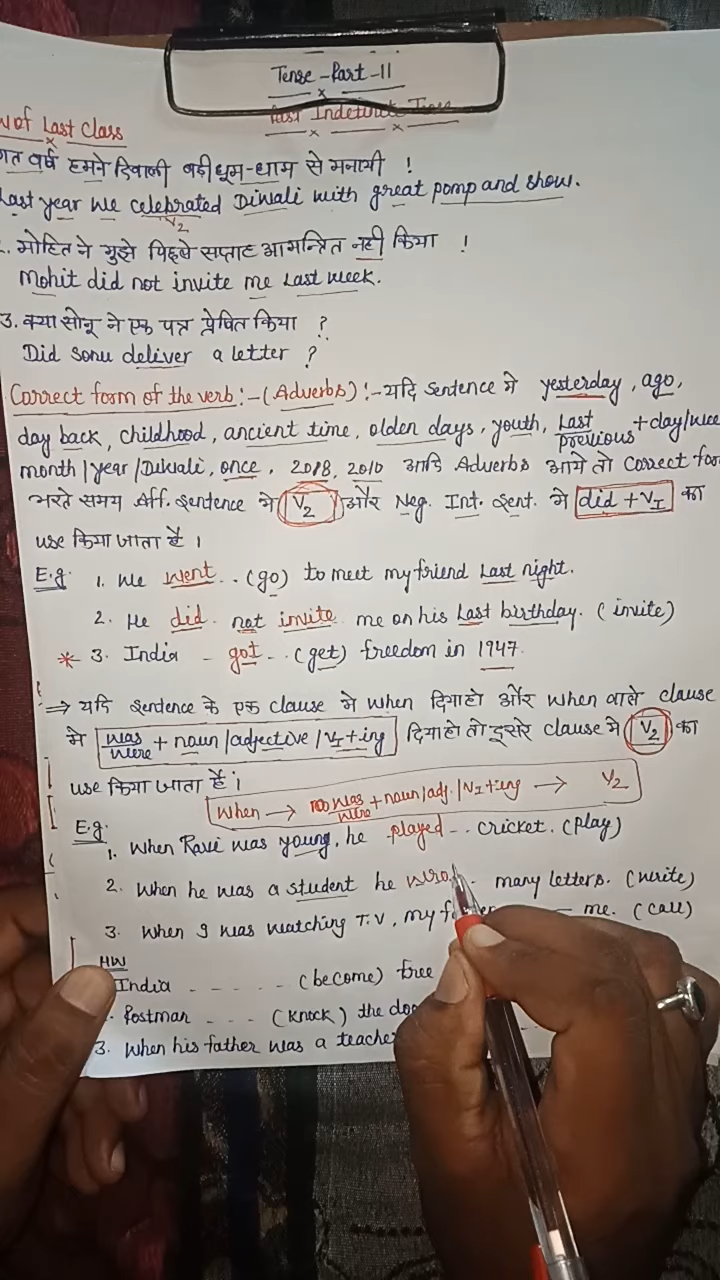 Tense-Part-11
Past Indefinite Tense
of Last Class
गत वर्ष हमने दिवाली बड़ी धूम-धाम से मनायी !
Last year we celebrated Diwali with great pomp and show.
V2
मोहित ने मुझे पिछले सप्ताह आमन्त्रित नही किया !
Mohit did not invite me last week.
3. क्या सोनू ने एक पत्र प्रेषित किया ?
Did sonu deliver a letter ?
Correct form of the verb:-(Adverbs):-यदि sentence मे yesterday, ago,
day back, childhood, ancient time, olden days, youth, Last previous + day/
month/year/Diwali, once, 2018, 2010 आदि Adverbs आये तो correct
भरते समय Aff. sentence मे V2 और Neg. Int. sent. मे did + V1 का
use किया जाता है।
E.g. 1. We went..(go) to meet my friend last night.
2. He did not invite me on his last birthday. (invite)
* 3. India - got -. (get) freedom in 1947.
⇒ यदि sentence के एक clause मे when दिया हो और when वाले clause
मे was were + noun/adjective/V1+ing दिया हो तो दूसरे clause मे V2 का
use किया जाता है।
When → was were + noun/adj./V1+ing → V2
E.g.
1. When Ravi was young, he played -. cricket. (play)
2. When he was a student he wro. many letters. (write)
3. When I was watching T.V, my me. (call)
HW
India - - - - - (become) free
Postman - - - (knock) the
3. When his father was a teacher